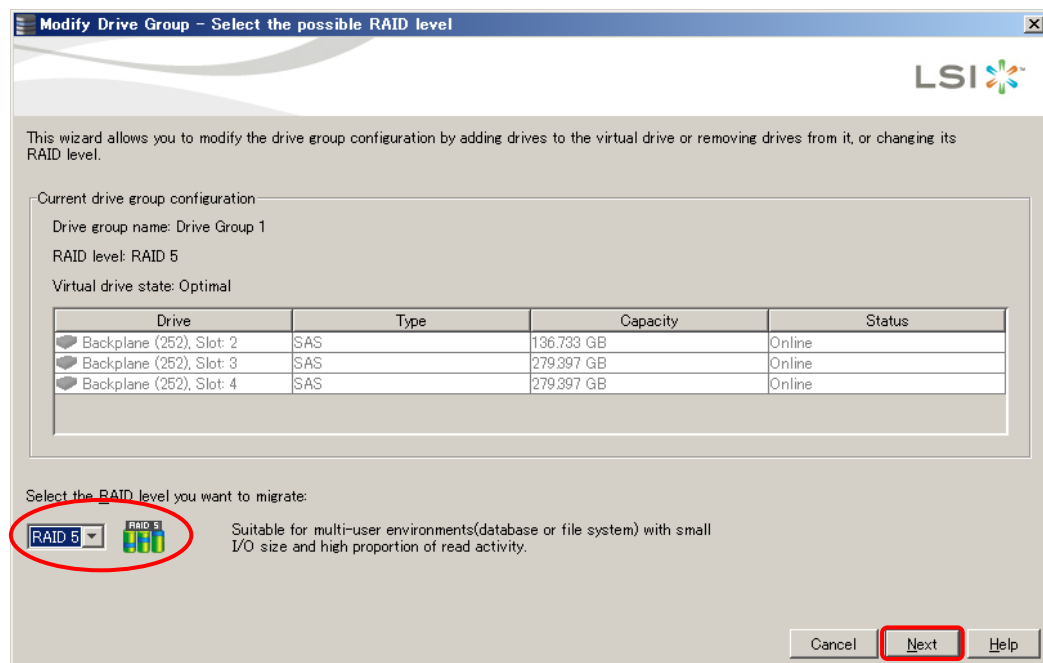 Modify Drive Group - Select the possible RAID level
LSI
This wizard allows you to modify the drive group configuration by adding drives to the virtual drive or removing drives from it, or changing its
RAID level.
Current drive group configuration
Drive group name: Drive Group 1
RAID level: RAID 5
Virtual drive state: Optimal
Drive Type Capacity Status
Backplane (252), Slot: 2 SAS 136.733 GB Online
Backplane (252), Slot: 3 SAS 279.397 GB Online
Backplane (252), Slot: 4 SAS 279.397 GB Online
Select the RAID level you want to migrate:
RAID 5
RAID 5
Suitable for multi-user environments(database or file system) with small
I/O size and high proportion of read activity.
Cancel Next Help